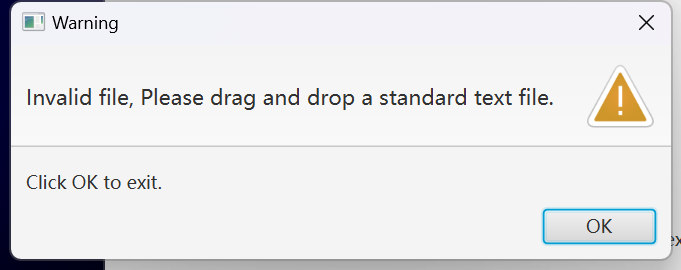 Warning
Invalid file, Please drag and drop a standard text file.
Click OK to exit.
OK